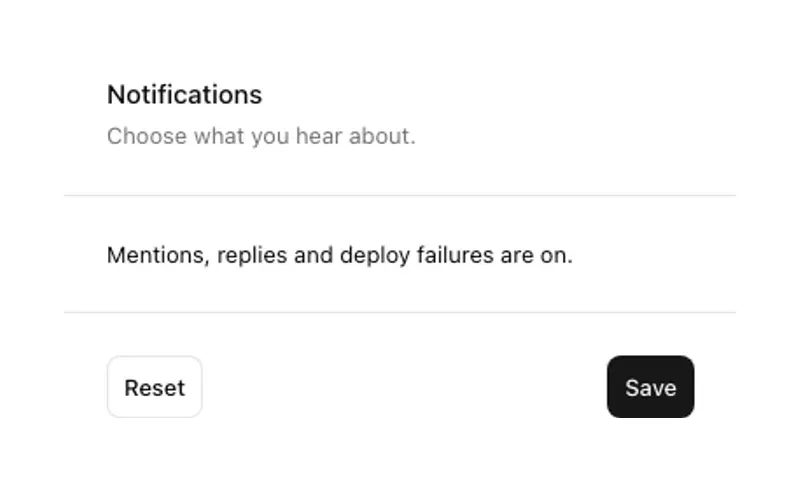 Notifications
Choose what you hear about.
Mentions, replies and deploy failures are on.
Reset
Save